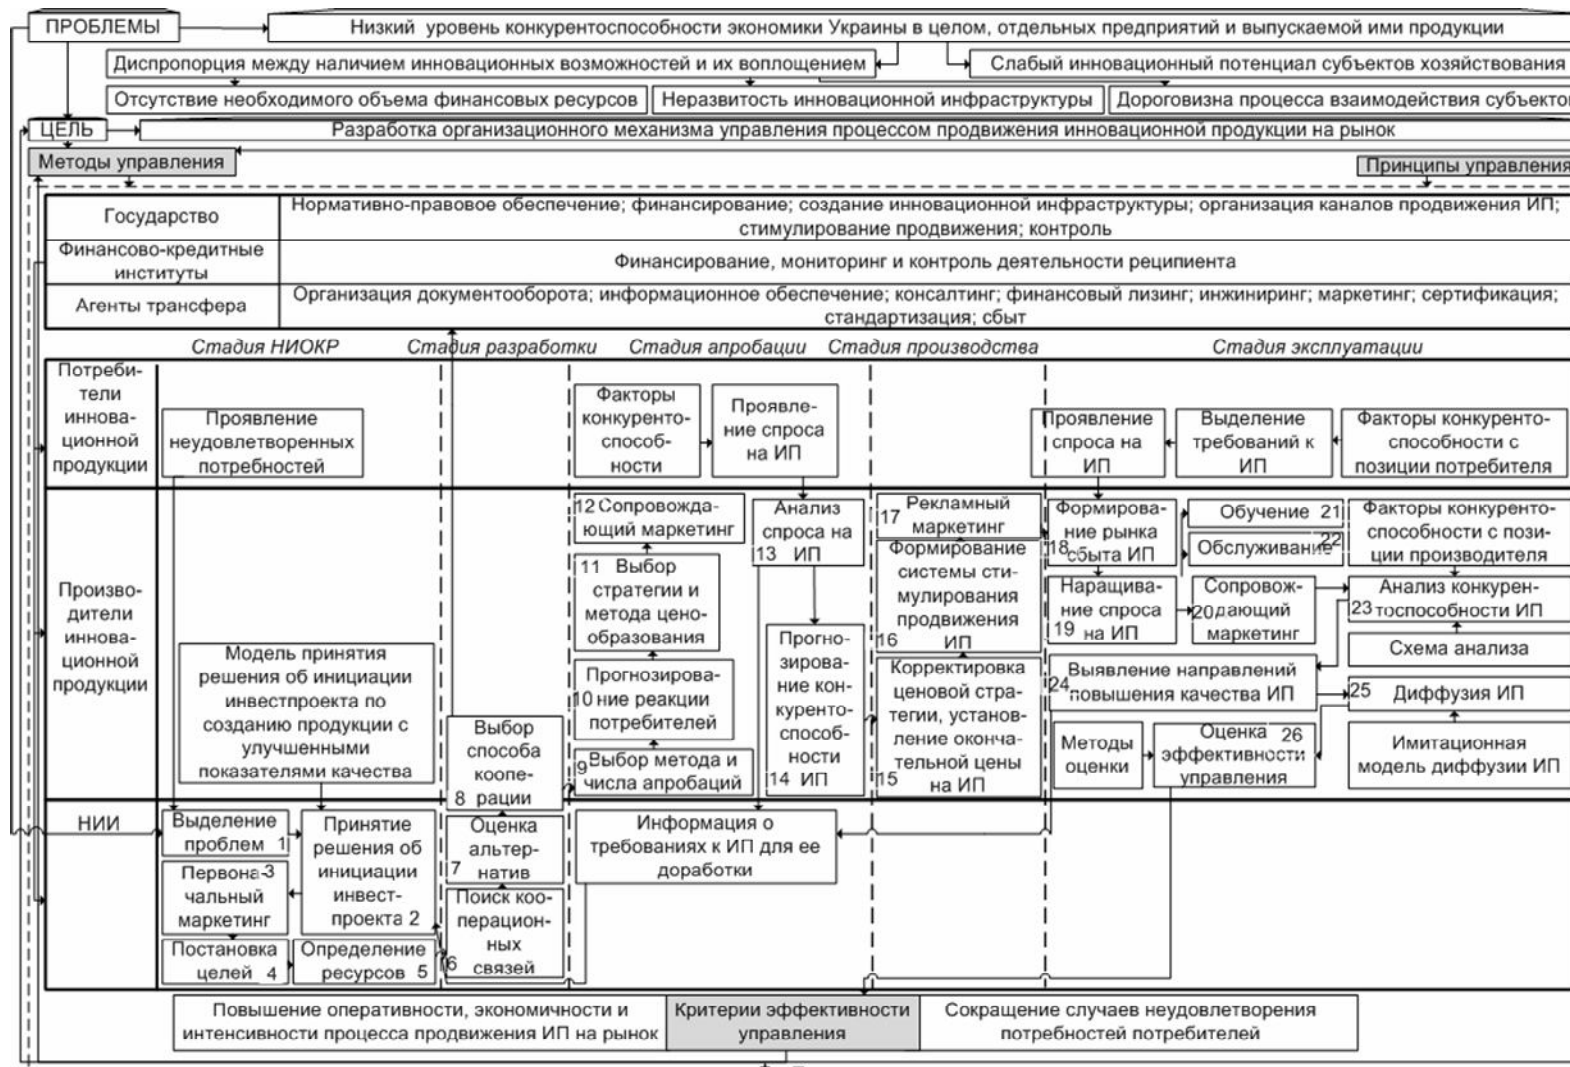 ПРОБЛЕМЫ
Низкий уровень конкурентоспособности экономики Украины в целом, отдельных предприятий и выпускаемой ими продукции
Диспропорция между наличием инновационных возможностей и их воплощением
Слабый инновационный потенциал субъектов хозяйствования
Отсутствие необходимого объема финансовых ресурсов
Неразвитость инновационной инфраструктуры
Дороговизна процесса взаимодействия субъектов
ЦЕЛЬ
Разработка организационного механизма управления процессом продвижения инновационной продукции на рынок
Методы управления
Принципы управления
Государство
Нормативно-правовое обеспечение; финансирование; создание инновационной инфраструктуры; организация каналов продвижения ИП;
стимулирование продвижения; контроль
Финансово-кредитные
институты
Финансирование, мониторинг и контроль деятельности реципиента
Агенты трансфера
Организация документооборота; информационное обеспечение; консалтинг; финансовый лизинг; инжиниринг; маркетинг; сертификация;
стандартизация; сбыт
Стадия НИОКР
Стадия разработки
Стадия апробации
Стадия производства
Стадия эксплуатации
Потреби-
тели
иннова-
ционной
продукции
Проявление
неудовлетворенных
потребностей
Факторы
конкуренто-
способ-
ности
Проявле-
ние спроса
на ИП
Проявление
спроса на
ИП
Выделение
требований к
ИП
Факторы конкуренто-
способности с
позиции потребителя
Произво-
дители
иннова-
ционной
продукции
Модель принятия
решения об инициации
инвестпроекта по
созданию продукции с
улучшенными
показателями качества
Выбор
способа
коопе-
8 рации
12 Сопровожда-
ющий маркетинг
11 Выбор
стратегии и
метода цено-
образования
Прогнозирова-
10 ние реакции
потребителей
9 Выбор метода и
числа апробаций
Анализ
спроса на
13 ИП
Прогно-
зирова-
ние кон-
куренто-
способ-
ности
14 ИП
17 Рекламный
маркетинг
Формирование
системы сти-
мулирования
продвижения
16 ИП
Корректировка
ценовой стра-
тегии, установ-
ление оконча-
тельной цены
15 на ИП
Формирова-
ние рынка
18 сбыта ИП
Обучение 21
Обслуживание 22
Факторы конкуренто-
способности с пози-
ции производителя
Наращива-
ние спроса
19 на ИП
Сопровож-
20 дающий
маркетинг
Анализ конкурен-
23 тоспособности ИП
Схема анализа
Выявление направлений
24 повышения качества ИП
25 Диффузия ИП
Методы
оценки
Оценка 26
эффективности
управления
Имитационная
модель диффузии ИП
НИИ
Выделение
проблем 1
Принятие
решения об
инициации
инвест-
проекта 2
Первона- 3
чальный
маркетинг
Постановка
целей 4
Определение
ресурсов 5
Оценка
альтер-
7 натив
Поиск коо-
перацион-
ных
6 связей
Информация о
требованиях к ИП для ее
доработки
Повышение оперативности, экономичности и
интенсивности процесса продвижения ИП на рынок
Критерии эффективности
управления
Сокращение случаев неудовлетворения
потребностей потребителей